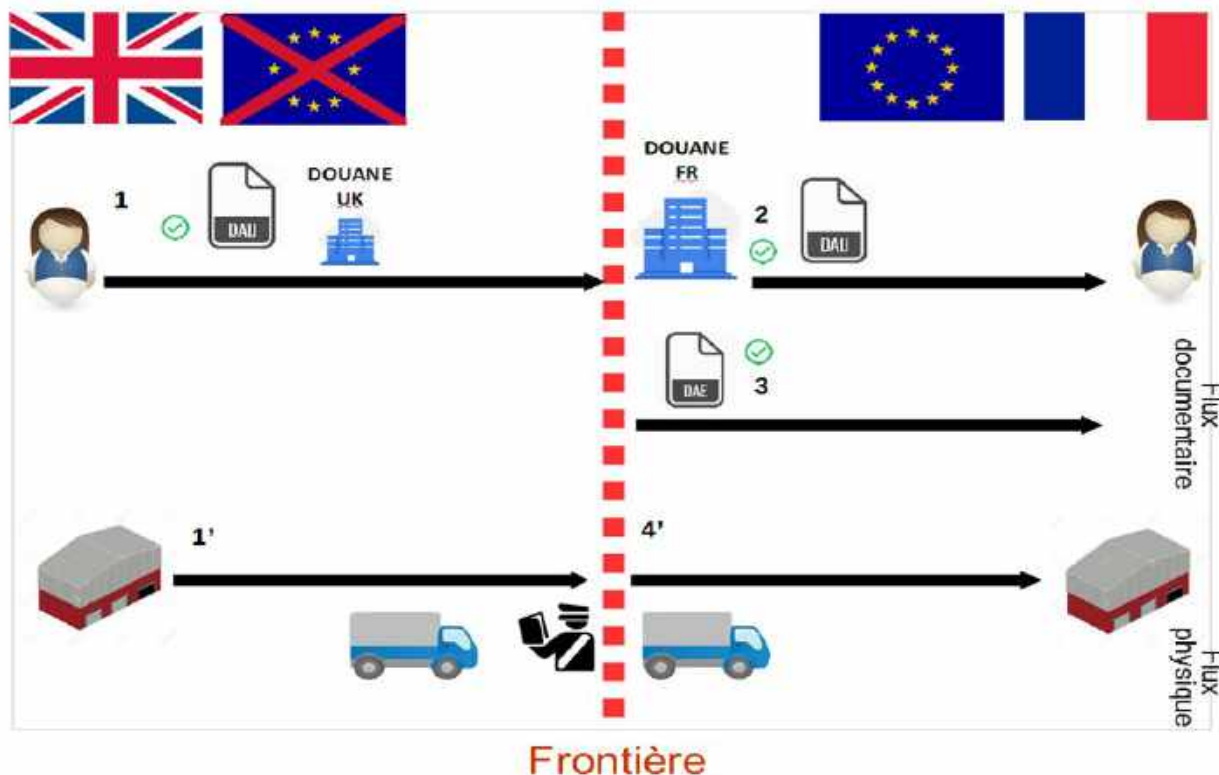 DOUANE
UK
1
DAU
DOUANE
FR
2
DAU
DAE
3
Flux
documentaire
1'
4'
Flux
physique
Frontière